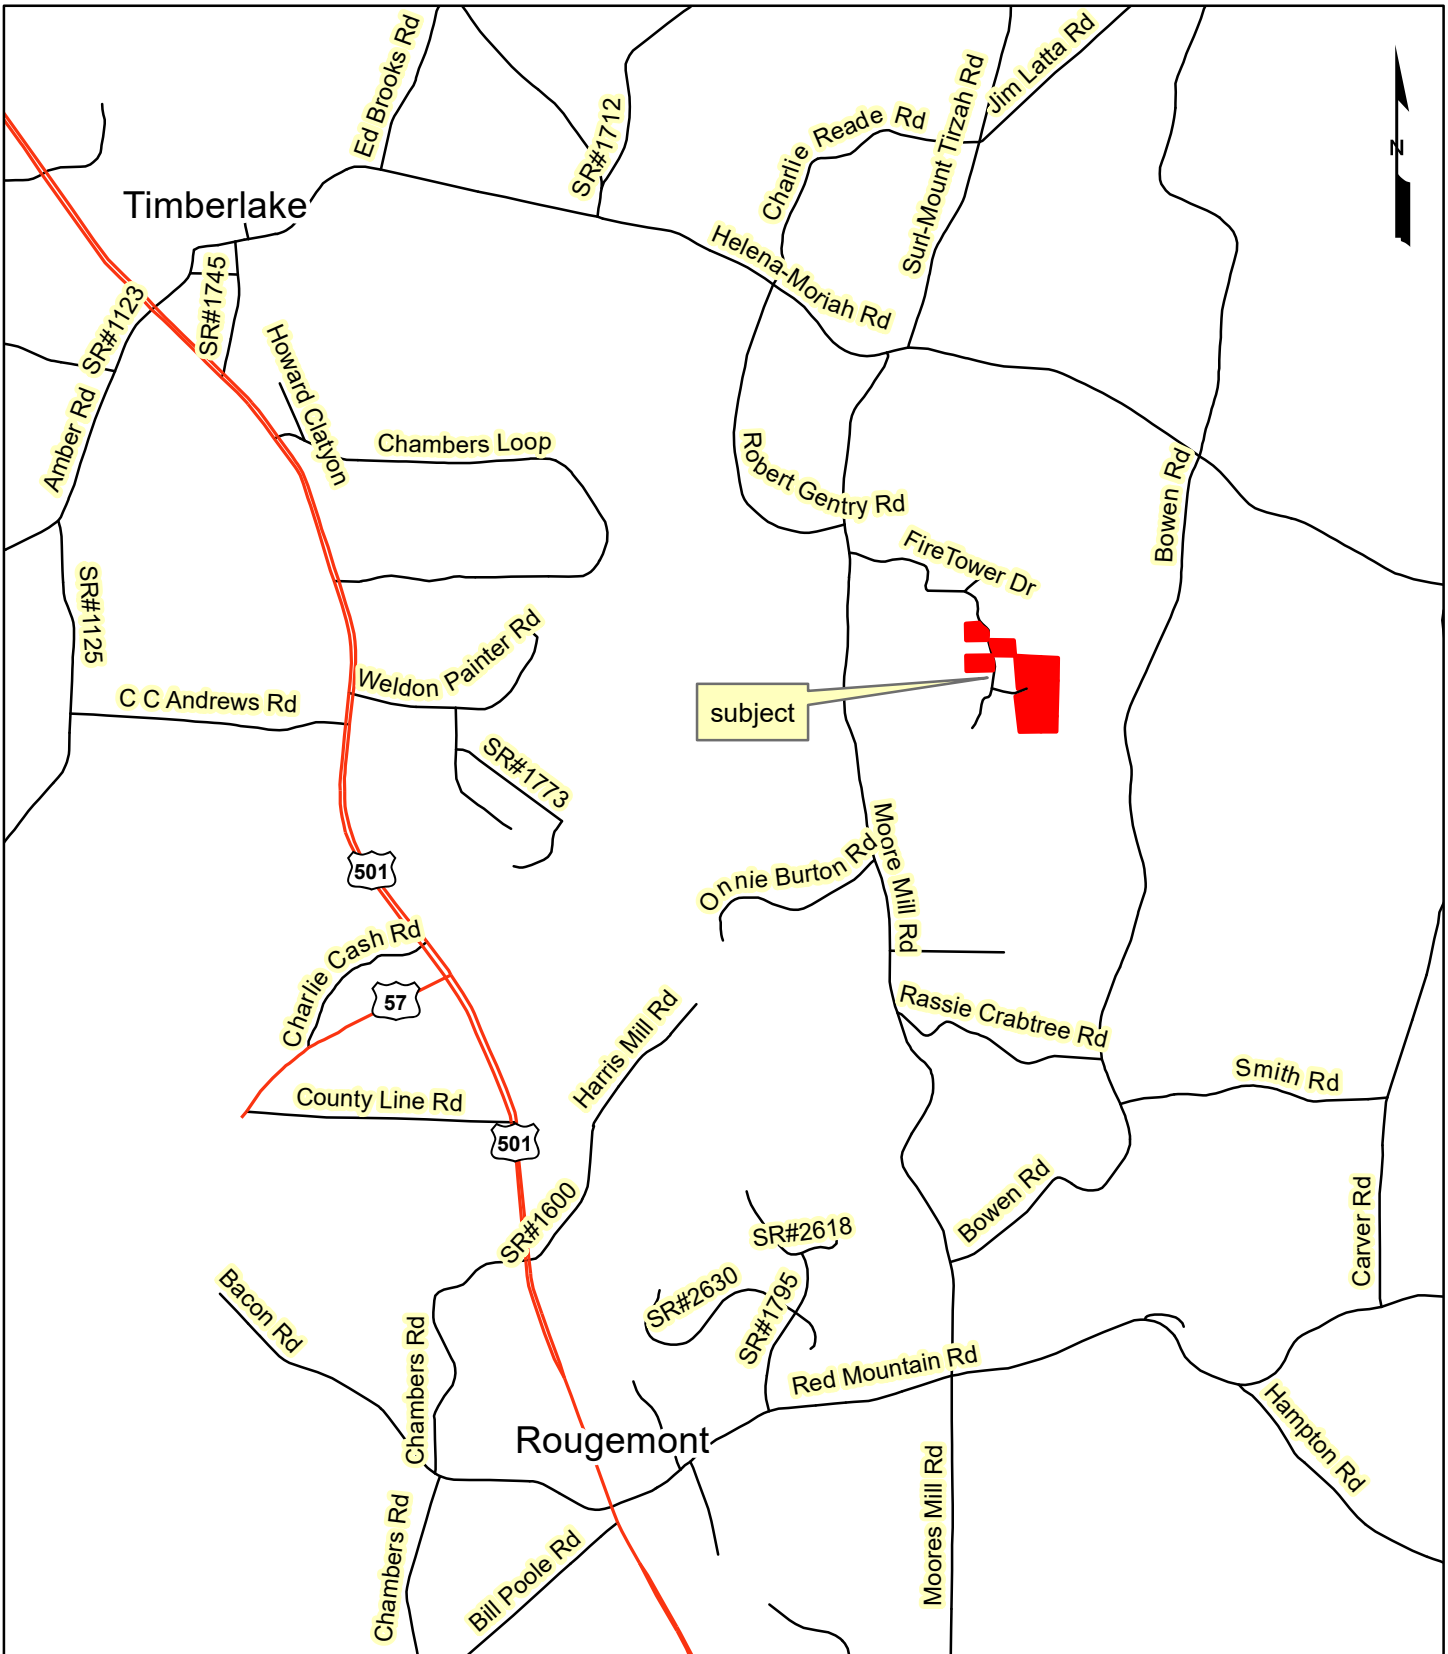 Ed Brooks Rd
SR#1712
Charlie Reade Rd
Surl-Mount Tirzah Rd
Jim Latta Rd
N
Timberlake
Helena-Moriah Rd
SR#1123
SR#1745
Amber Rd
Howard Clatyon
Chambers Loop
Robert Gentry Rd
Bowen Rd
FireTower Dr
SR#1125
Weldon Painter Rd
C C Andrews Rd
subject
SR#1773
501
Onnie Burton Rd
Moore Mill Rd
Charlie Cash Rd
57
Rassie Crabtree Rd
Harris Mill Rd
Smith Rd
County Line Rd
501
SR#1600
Bowen Rd
Carver Rd
SR#2618
Bacon Rd
SR#2630
SR#1795
Chambers Rd
Red Mountain Rd
Rougemont
Hampton Rd
Chambers Rd
Bill Poole Rd
Moores Mill Rd